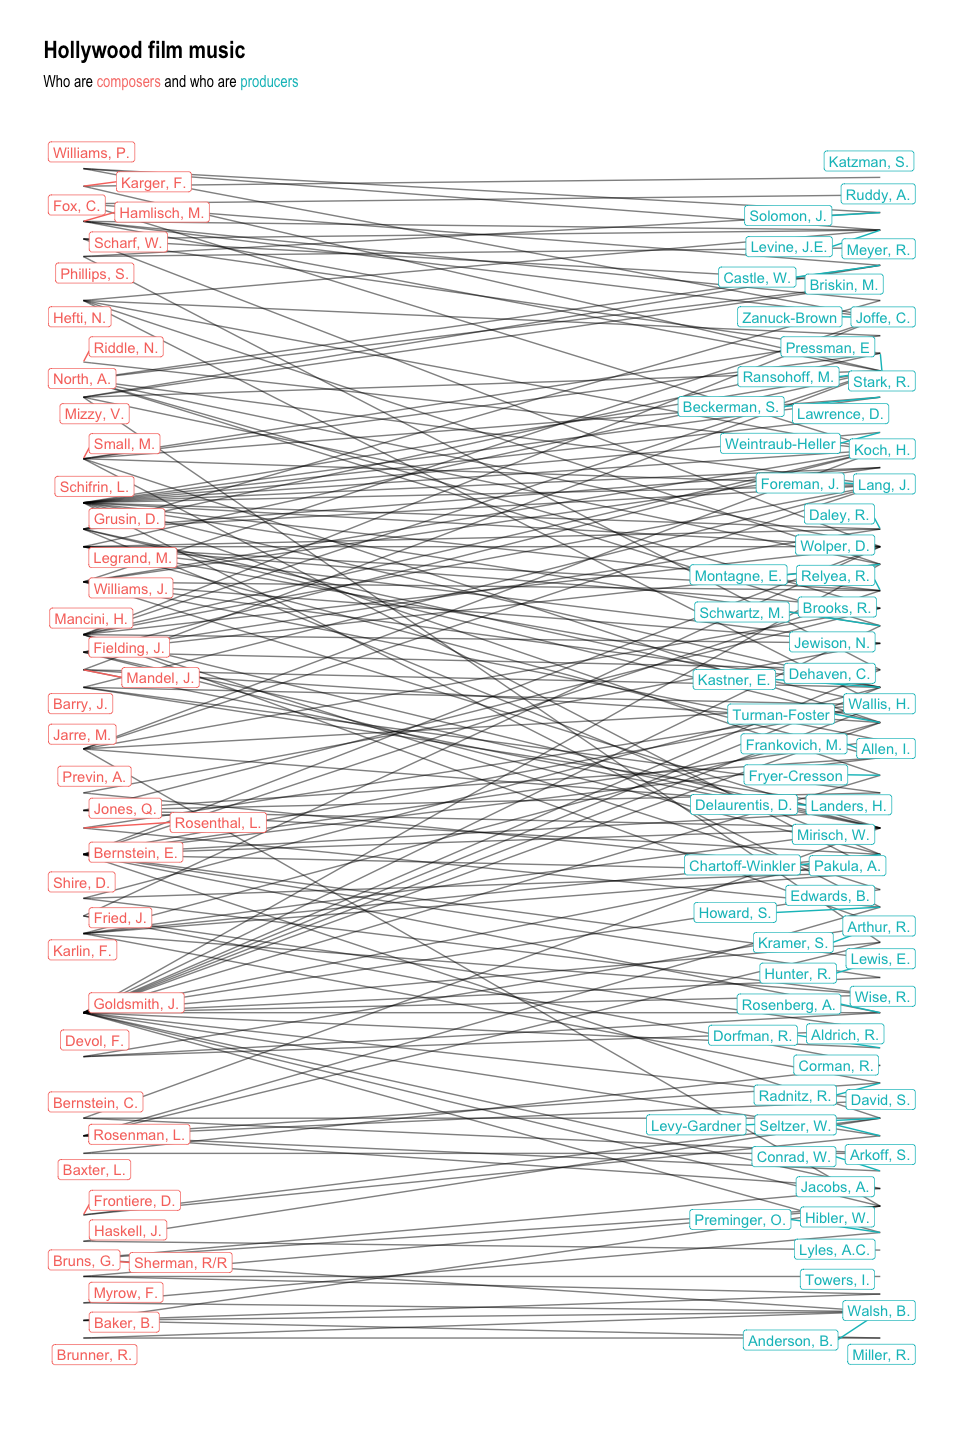 Hollywood film music
Who are composers and who are producers
Williams, P.
Katzman, S.
Karger, F.
Ruddy, A.
Fox, C.
Hamlisch, M.
Solomon, J.
Scharf, W.
Levine, J.E.
Meyer, R.
Phillips, S.
Castle, W.
Briskin, M.
Hefti, N.
Zanuck-Brown
Joffe, C.
Riddle, N.
Pressman, E
North, A.
Ransohoff, M.
Stark, R.
Mizzy, V.
Beckerman, S.
Lawrence, D.
Small, M.
Weintraub-Heller
Koch, H.
Schifrin, L.
Foreman, J.
Lang, J.
Grusin, D.
Daley, R.
Legrand, M.
Wolper, D.
Williams, J.
Montagne, E.
Relyea, R.
Mancini, H.
Schwartz, M.
Brooks, R.
Fielding, J.
Jewison, N.
Mandel, J.
Kastner, E.
Dehaven, C.
Barry, J.
Wallis, H.
Jarre, M.
Turman-Foster
Frankovich, M.
Allen, I.
Previn, A.
Fryer-Cresson
Jones, Q.
Delaurentis, D.
Landers, H.
Rosenthal, L.
Mirisch, W.
Bernstein, E.
Chartoff-Winkler
Pakula, A.
Shire, D.
Edwards, B.
Fried, J.
Howard, S.
Arthur, R.
Karlin, F.
Kramer, S.
Lewis, E.
Hunter, R.
Goldsmith, J.
Rosenberg, A.
Wise, R.
Devol, F.
Dorfman, R.
Aldrich, R.
Corman, R.
Bernstein, C.
Radnitz, R.
David, S.
Rosenman, L.
Levy-Gardner
Seltzer, W.
Baxter, L.
Conrad, W.
Arkoff, S.
Frontiere, D.
Jacobs, A.
Haskell, J.
Preminger, O.
Hibler, W.
Bruns, G.
Sherman, R/R
Lyles, A.C.
Myrow, F.
Towers, I.
Baker, B.
Walsh, B.
Brunner, R.
Anderson, B.
Miller, R.